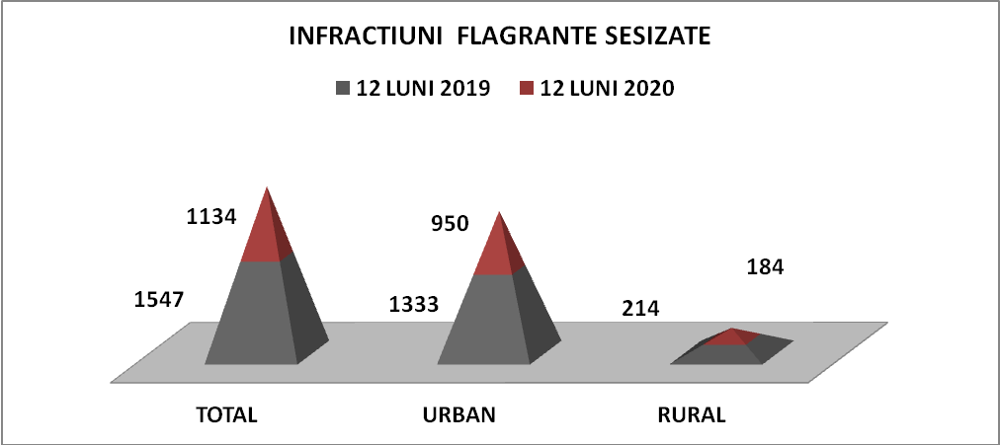 INFRACTIUNI FLAGRANTE SESIZATE
12 LUNI 2019 12 LUNI 2020
1134
950
184
1547
1333
214
TOTAL URBAN RURAL